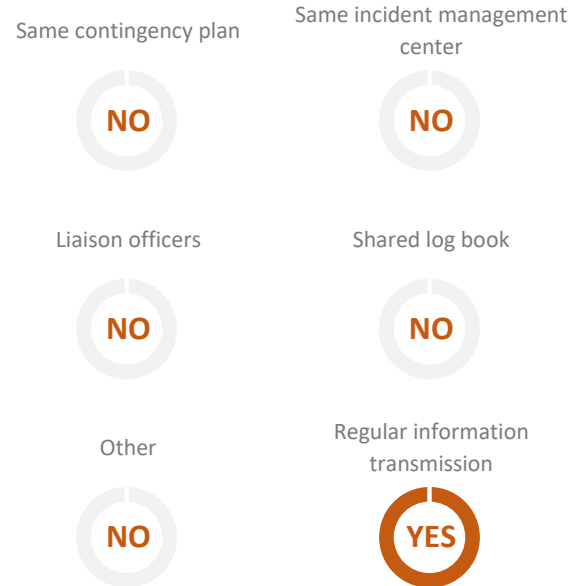 Same contingency plan
NO
Same incident management
center
NO
Liaison officers
NO
Shared log book
NO
Other
NO
Regular information
transmission
YES